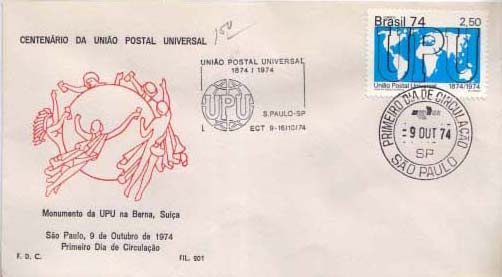 CENTENÁRIO DA UNIÃO POSTAL UNIVERSAL
150
Brasil 74 2,50
UPU
União Postal Universal 1874/1974
UNIÃO POSTAL UNIVERSAL
1874 / 1974
UPU
S.PAULO-SP
ECT 9-16/10/74
PRIMEIRO DIA DE CIRCULAÇÃO
9 OUT 74
SP
SÃO PAULO
Monumento da UPU na Berna, Suiça
São Paulo, 9 de Outubro de 1974
Primeiro Dia de Circulação
F. D. C. FIL. 201